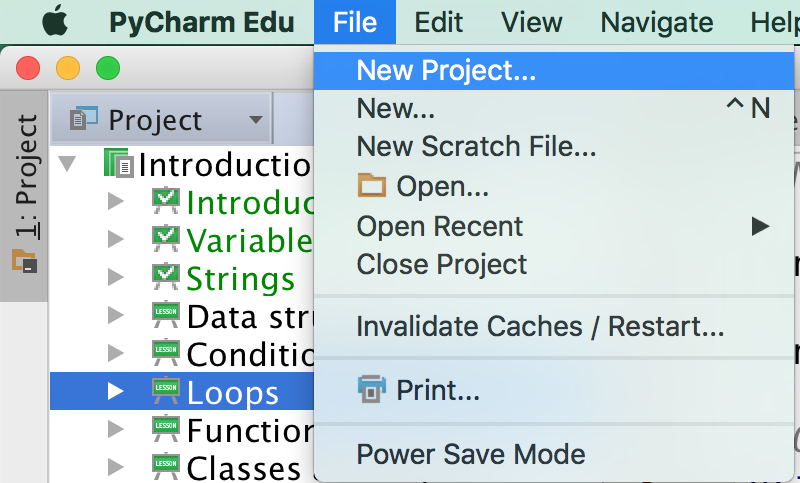 PyCharm Edu File Edit View Navigate Help
New Project...
Project
New... ^ N
New Scratch File...
Introductio
Open...
Introduc
Open Recent
Variable
Close Project
Strings
Data stru
Invalidate Caches / Restart...
LESSON Conditio
LESSON Loops
Print...
LESSON Function
Power Save Mode
LESSON Classes
1: Project